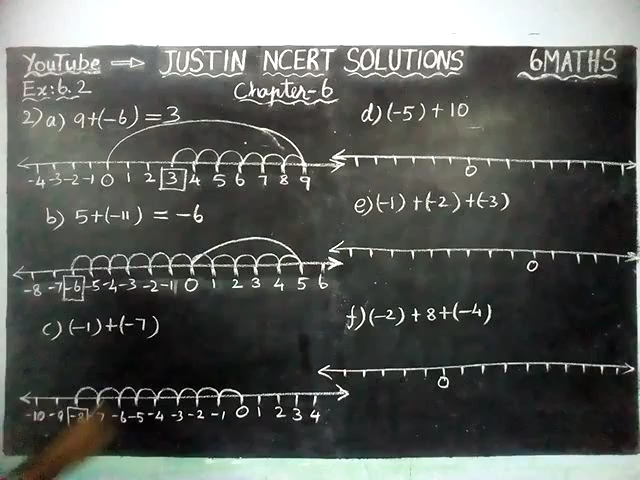 YouTube → JUSTIN NCERT SOLUTIONS 6MATHS
Ex:6.2 Chapter-6
2) a) 9+(-6) = 3
-4 -3 -2 -1 0 1 2 3 4 5 6 7 8 9
b) 5+(-11) = -6
-8 -7 -6 -5 -4 -3 -2 -1 0 1 2 3 4 5 6
c) (-1)+(-7)
-10 -9 -8 -7 -6 -5 -4 -3 -2 -1 0 1 2 3 4
d) (-5)+10
0
e) (-1)+(-2)+(-3)
0
f) (-2)+8+(-4)
0